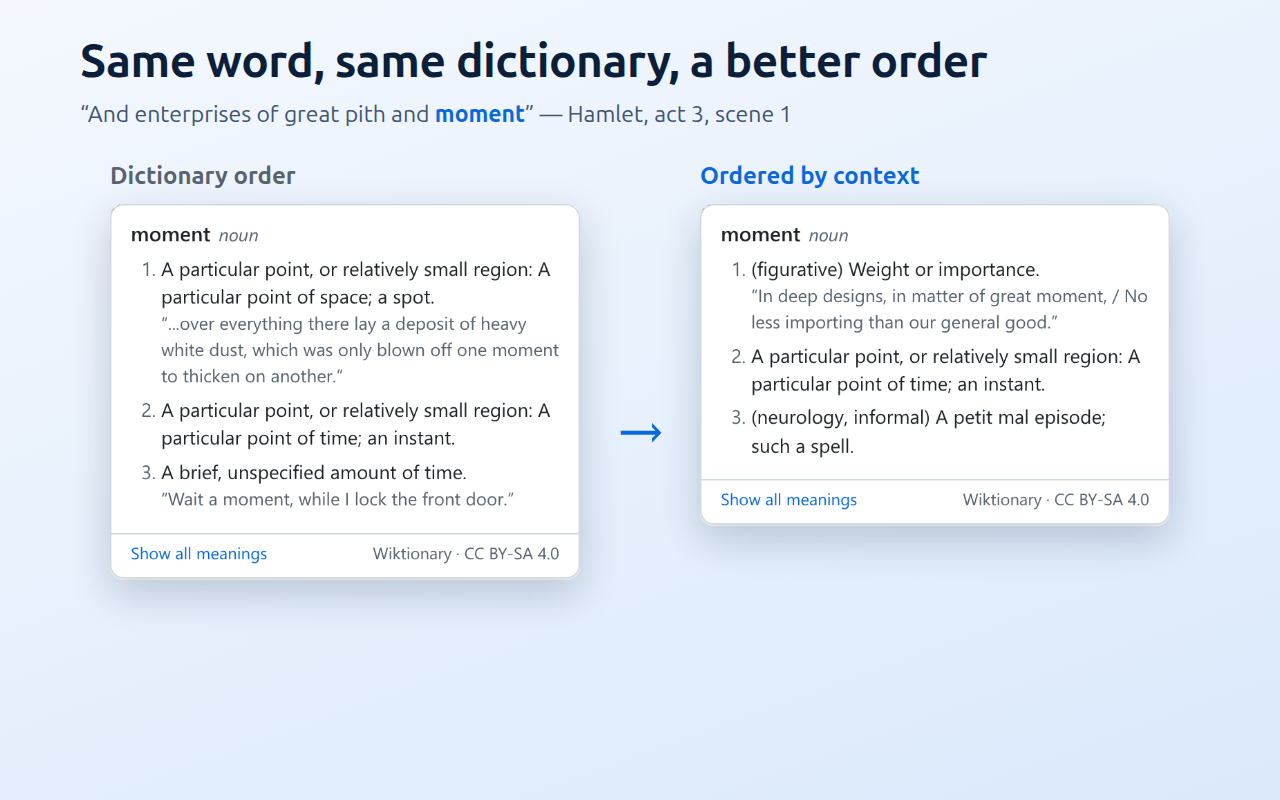 Same word, same dictionary, a better order
“And enterprises of great pith and moment” — Hamlet, act 3, scene 1
Dictionary order
moment noun
1. A particular point, or relatively small region: A
particular point of space; a spot.
“...over everything there lay a deposit of heavy
white dust, which was only blown off one moment
to thicken on another.”
2. A particular point, or relatively small region: A
particular point of time; an instant.
3. A brief, unspecified amount of time.
“Wait a moment, while I lock the front door.”
Show all meanings
Wiktionary · CC BY-SA 4.0
→
Ordered by context
moment noun
1. (figurative) Weight or importance.
“In deep designs, in matter of great moment, / No
less importing than our general good.”
2. A particular point, or relatively small region: A
particular point of time; an instant.
3. (neurology, informal) A petit mal episode;
such a spell.
Show all meanings
Wiktionary · CC BY-SA 4.0